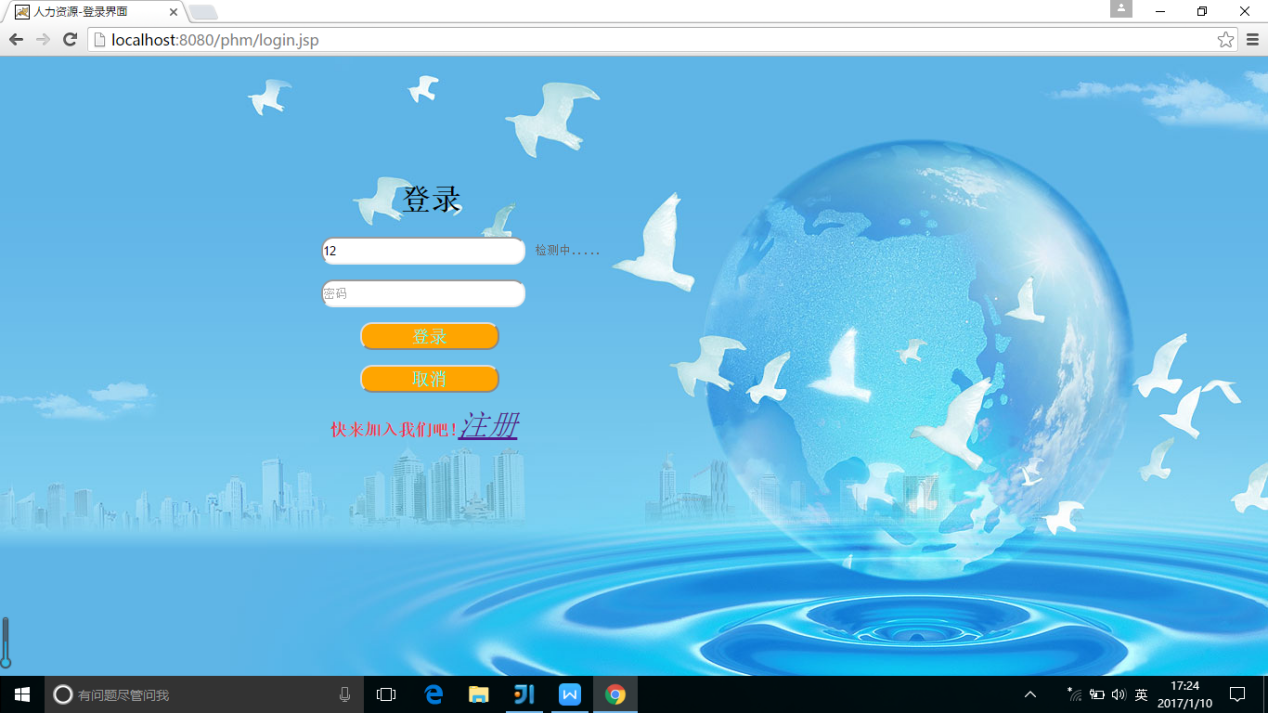 人力资源-登录界面
localhost:8080/phm/login.jsp
登录
12
检测中.....
密码
登录
取消
快来加入我们吧!注册
有问题尽管问我
英
17:24
2017/1/10